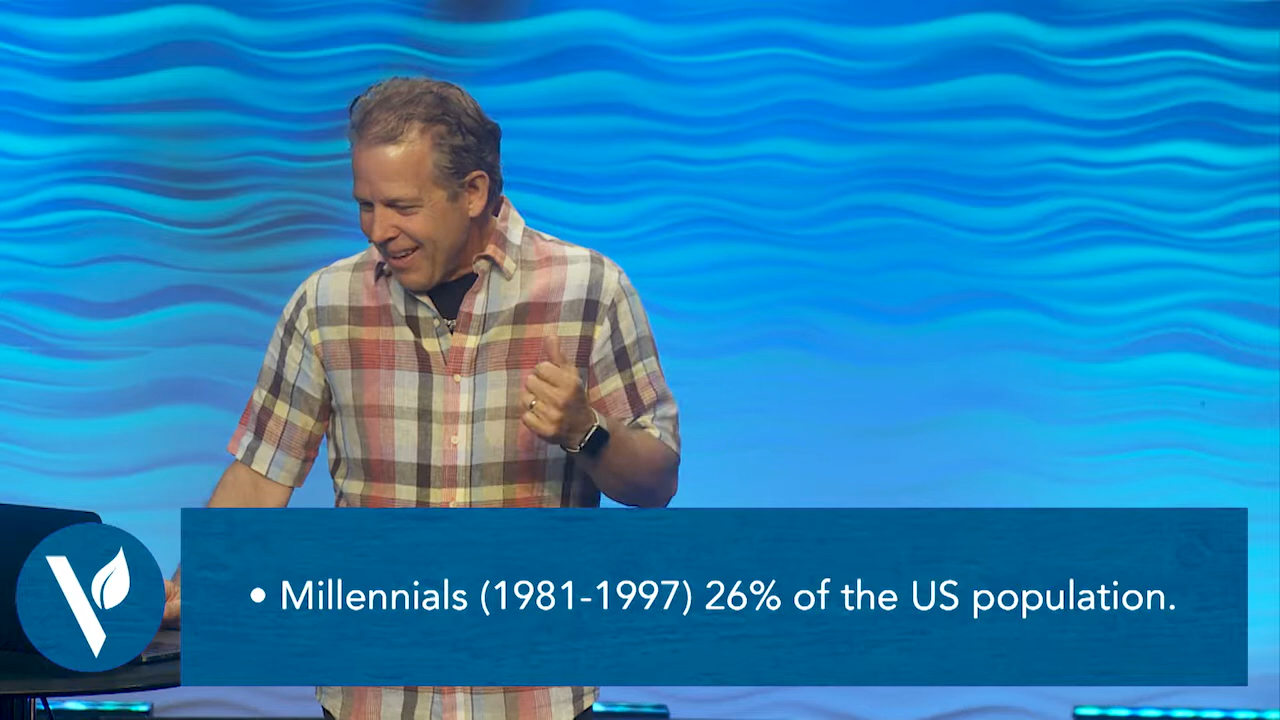 • Millennials (1981-1997) 26% of the US population.